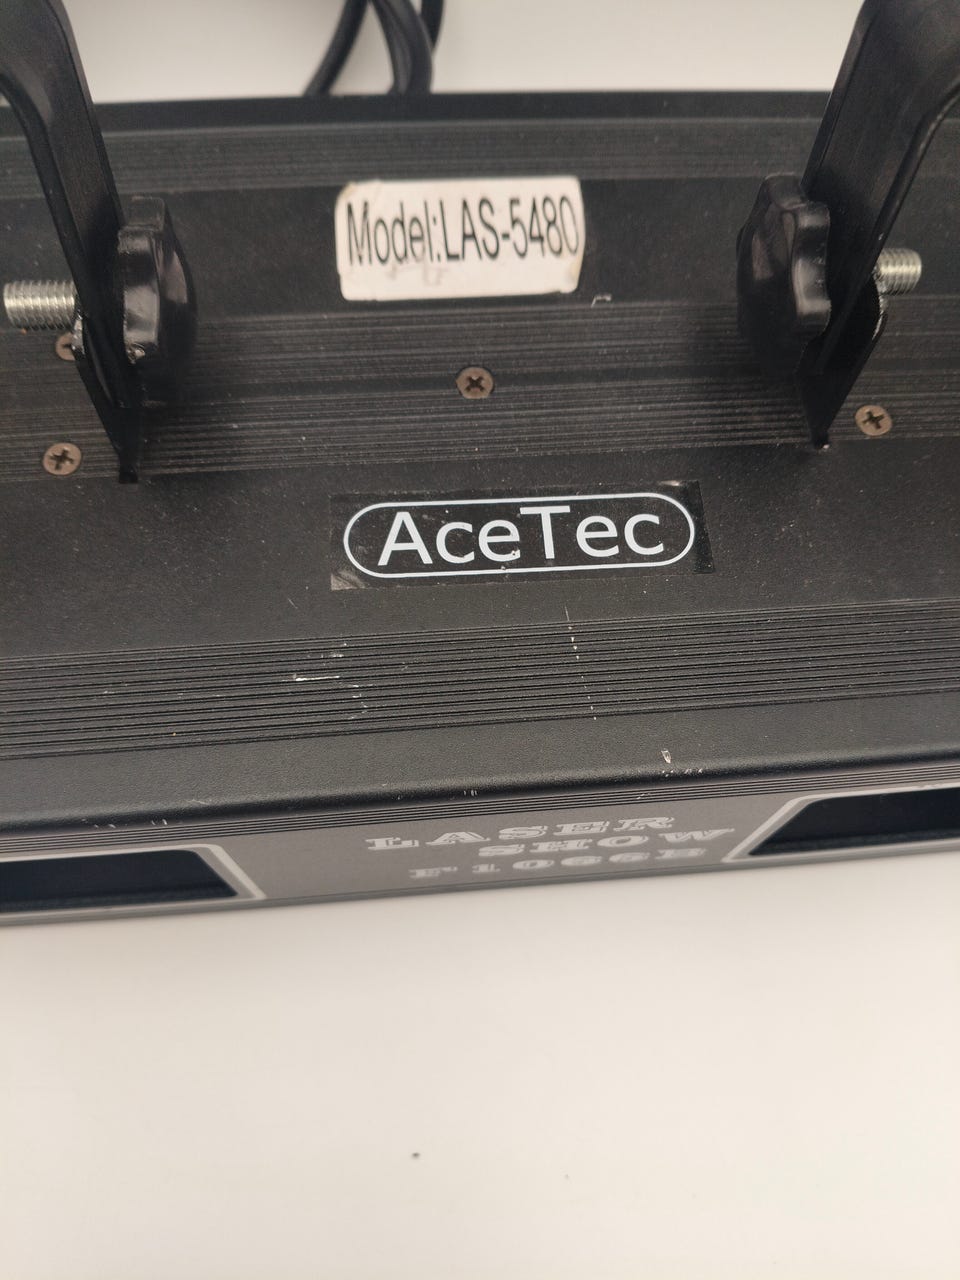 Model:LAS-5480
AceTec
LASER
SHOW